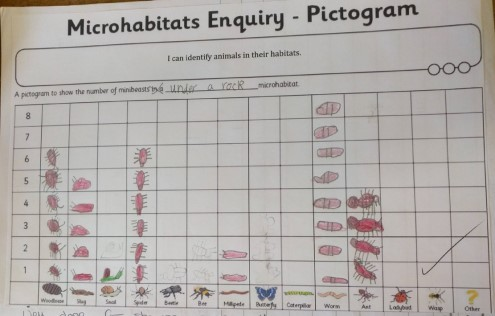 Microhabitats Enquiry - Pictogram
I can identify animals in their habitats.
A pictogram to show the number of minibeasts under a rock microhabitat.
8
7
6
5
4
3
2
1
Woodlouse Slug Snail Spider Beetle Bee Millipede Butterfly Caterpillar Worm Ant Ladybird Wasp Other